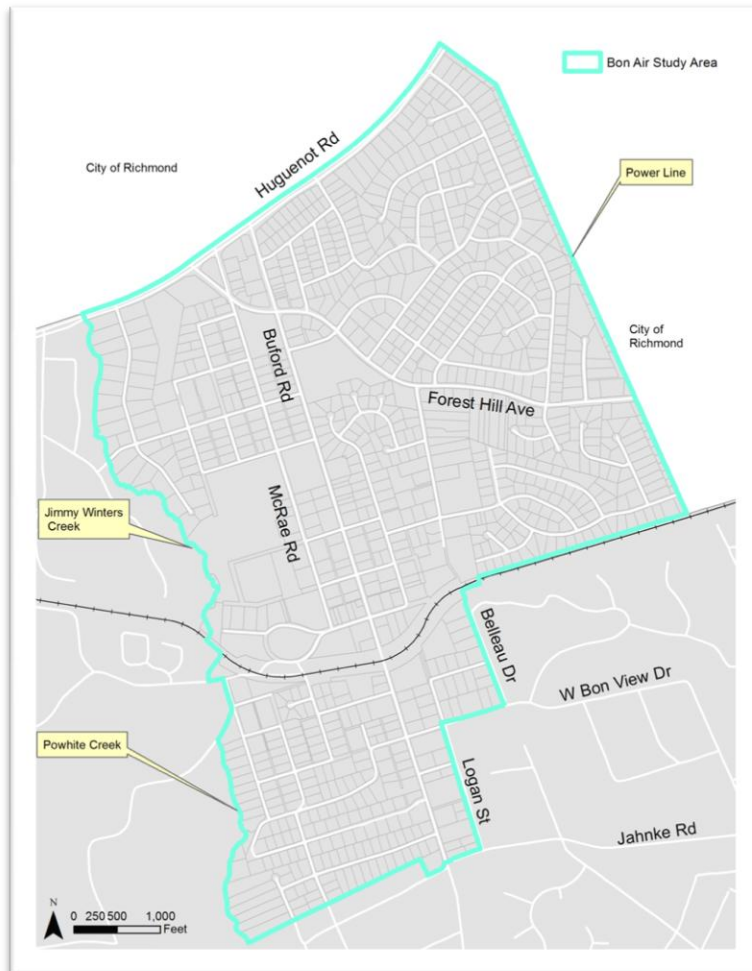 Bon Air Study Area
Huguenot Rd
City of Richmond
Power Line
City of
Richmond
Buford Rd
Forest Hill Ave
McRae Rd
Jimmy Winters
Creek
Belleau Dr
W Bon View Dr
Powhite Creek
Logan St
Jahnke Rd
N
0 250 500 1,000
Feet